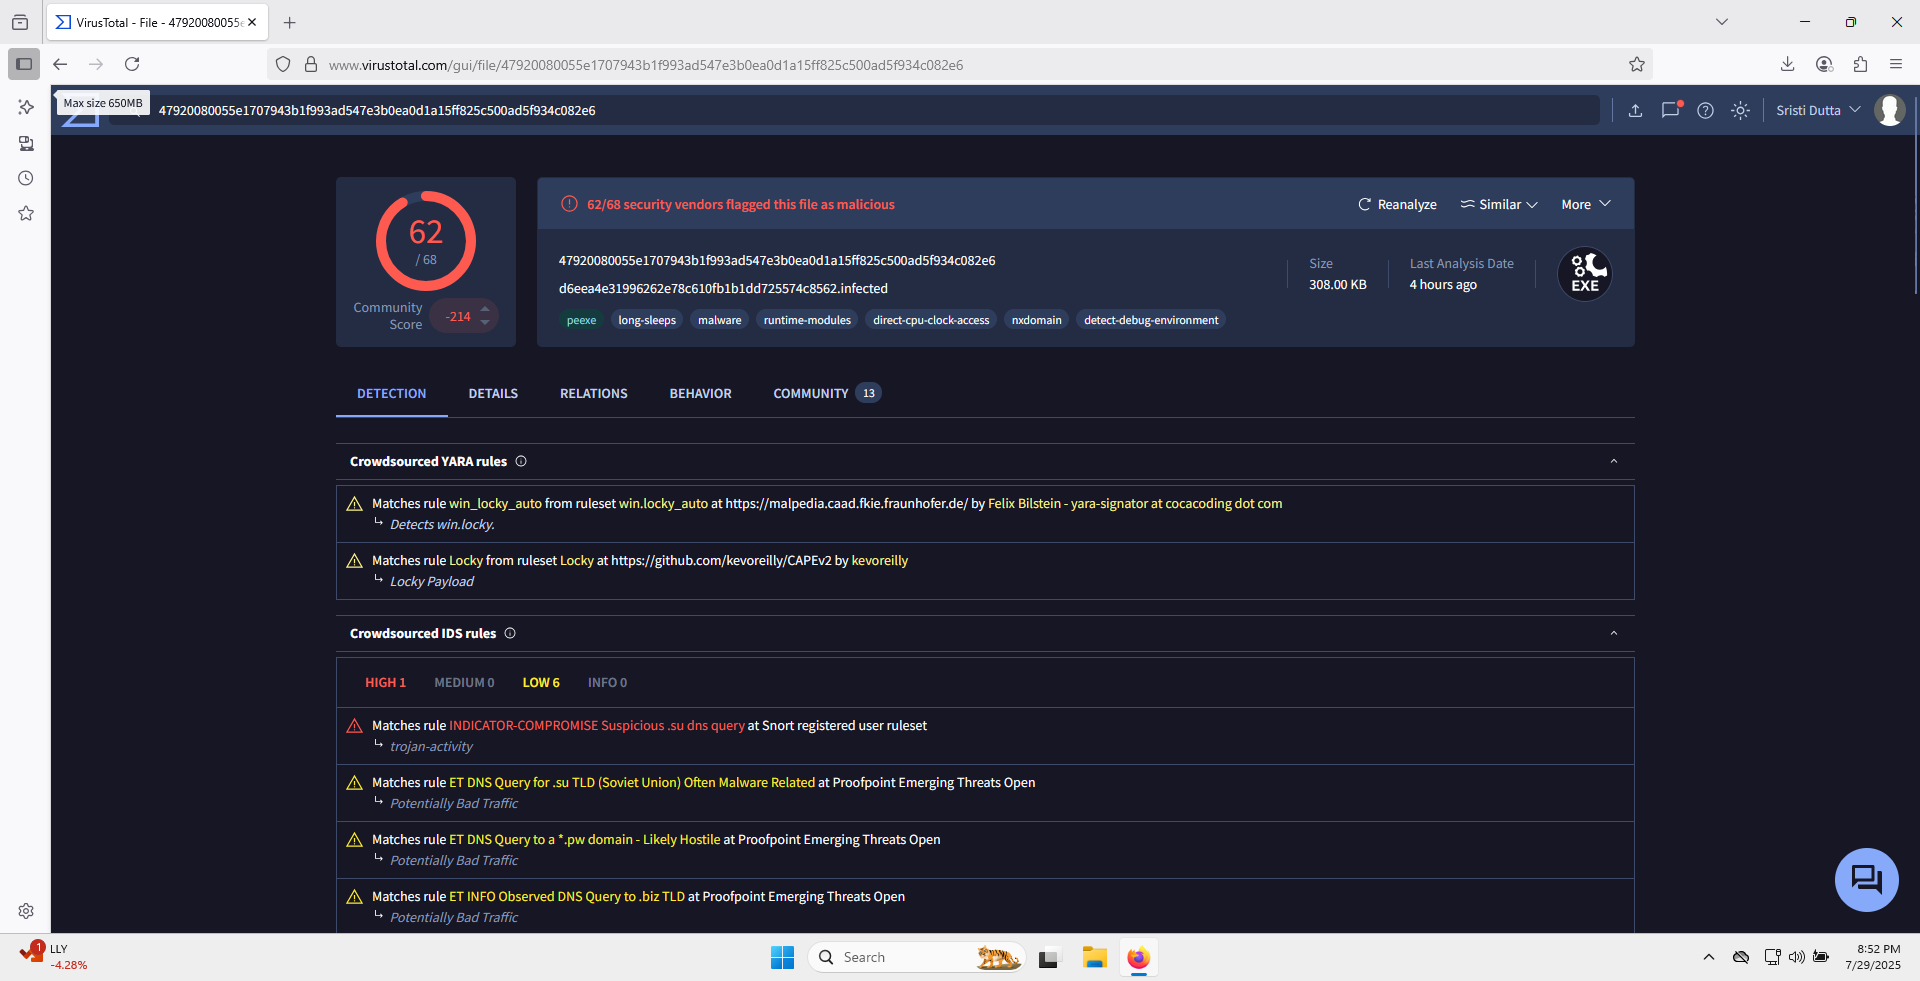 VirusTotal - File - 47920080055e
www.virustotal.com/gui/file/47920080055e1707943b1f993ad547e3b0ea0d1a15ff825c500ad5f934c082e6
Max size 650MB
47920080055e1707943b1f993ad547e3b0ea0d1a15ff825c500ad5f934c082e6
Sristi Dutta
62
/ 68
Community
Score
-214
62/68 security vendors flagged this file as malicious
Reanalyze
Similar
More
47920080055e1707943b1f993ad547e3b0ea0d1a15ff825c500ad5f934c082e6
d6eea4e31996262e78c610fb1b1dd725574c8562.infected
peexe
long-sleeps
malware
runtime-modules
direct-cpu-clock-access
nxdomain
detect-debug-environment
Size
308.00 KB
Last Analysis Date
4 hours ago
EXE
DETECTION
DETAILS
RELATIONS
BEHAVIOR
COMMUNITY 13
Crowdsourced YARA rules
Matches rule win_locky_auto from ruleset win.locky_auto at https://malpedia.caad.fkie.fraunhofer.de/ by Felix Bilstein - yara-signator at cocacoding dot com
Detects win.locky.
Matches rule Locky from ruleset Locky at https://github.com/kevoreilly/CAPEv2 by kevoreilly
Locky Payload
Crowdsourced IDS rules
HIGH 1
MEDIUM 0
LOW 6
INFO 0
Matches rule INDICATOR-COMPROMISE Suspicious .su dns query at Snort registered user ruleset
trojan-activity
Matches rule ET DNS Query for .su TLD (Soviet Union) Often Malware Related at Proofpoint Emerging Threats Open
Potentially Bad Traffic
Matches rule ET DNS Query to a *.pw domain - Likely Hostile at Proofpoint Emerging Threats Open
Potentially Bad Traffic
Matches rule ET INFO Observed DNS Query to .biz TLD at Proofpoint Emerging Threats Open
Potentially Bad Traffic
1
LLY
-4.28%
Search
8:52 PM
7/29/2025